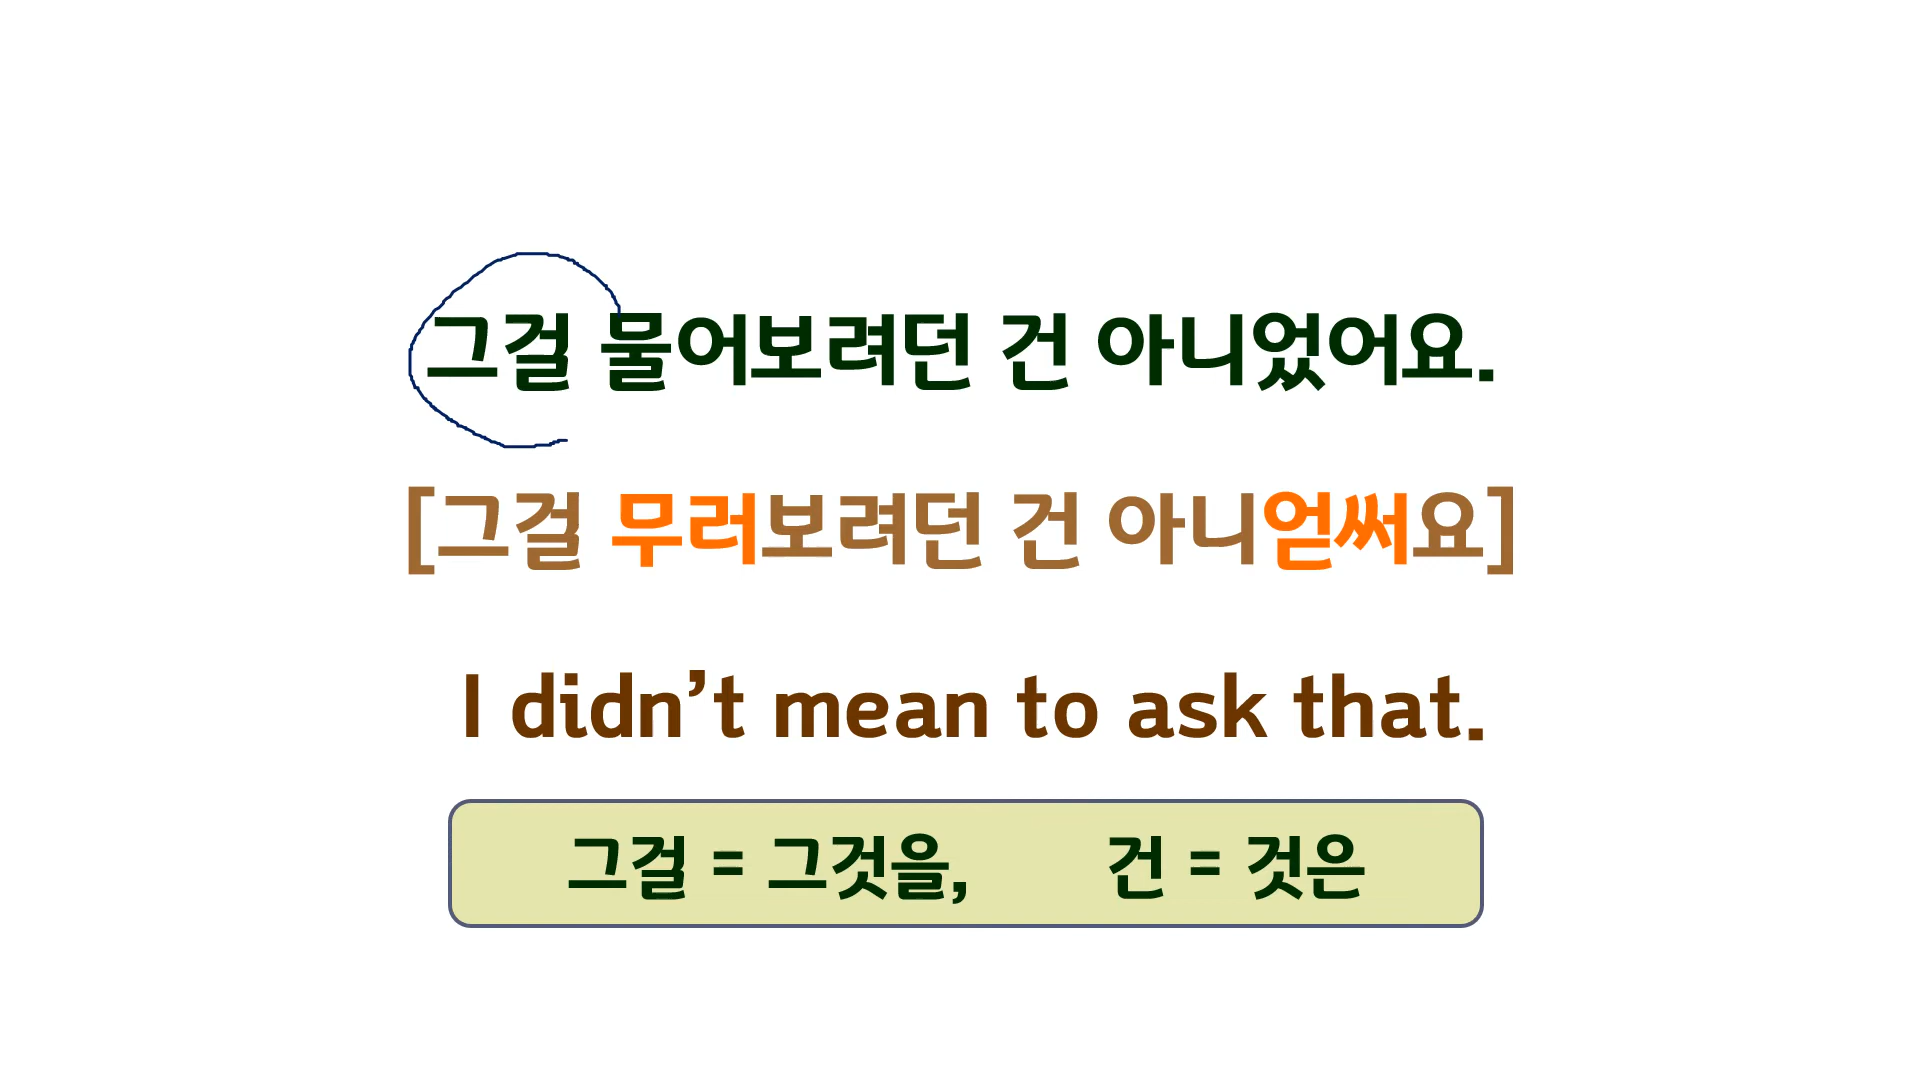 그걸 물어보려던 건 아니었어요.
[그걸 무러보려던 건 아니얻써요]
I didn’t mean to ask that.
그걸 = 그것을, 건 = 것은